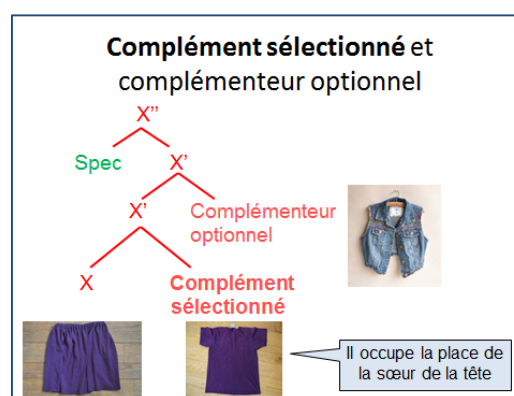 Complément sélectionné et
complémenteur optionnel
X''
Spec
X'
X'
Complémenteur
optionnel
X
Complément
sélectionné
Il occupe la place de
la sœur de la tête